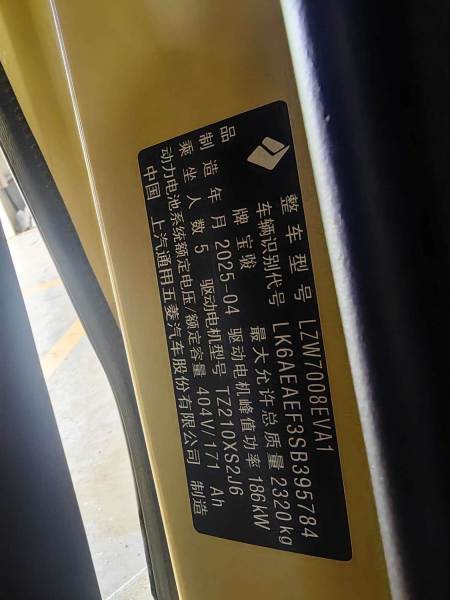 整车型号 LZW7008EVA1
车辆识别代号 LK6AEAEF3SB395784
品牌 宝骏 最大允许总质量 2320kg
制造年月 2025-04 驱动电机峰值功率 186kW
乘坐人数 5 驱动电机型号 TZ210XS2J6
动力电池系统额定电压/额定容量 404V/171 Ah
中国 上汽通用五菱汽车股份有限公司 制造